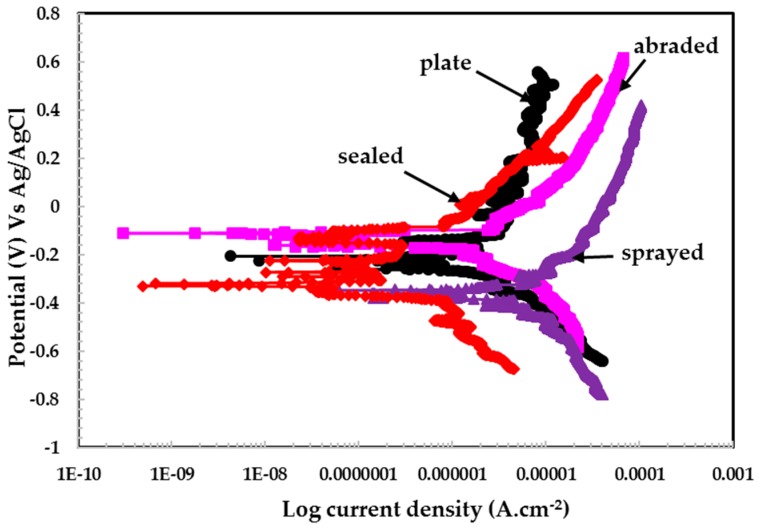 0.8
0.6
0.4
0.2
0
-0.2
-0.4
-0.6
-0.8
-1
Potential (V) Vs Ag/AgCl
plate
abraded
sealed
sprayed
1E-10 1E-09 1E-08 0.0000001 0.000001 0.00001 0.0001 0.001
Log current density (A.cm⁻²)